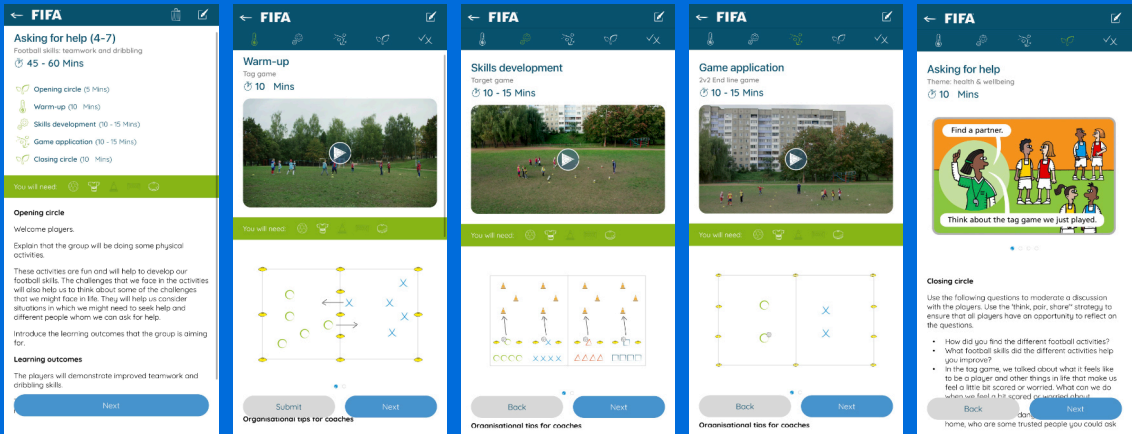 FIFA
Asking for help (4-7)
Football skills: teamwork and dribbling
45 - 60 Mins
Opening circle (5 Mins)
Warm-up (10 Mins)
Skills development (10 - 15 Mins)
Game application (10 - 15 Mins)
Closing circle (10 Mins)
You will need:
Opening circle
Welcome players.
Explain that the group will be doing some physical
activities.
These activities are fun and will help to develop our
football skills. The challenges that we face in the activities
will also help us to think about some of the challenges
that we might face in life. They will help us consider
situations in which we might need to seek help and
different people whom we can ask for help.
Introduce the learning outcomes that the group is aiming
for.
Learning outcomes
The players will demonstrate improved teamwork and
dribbling skills.
Next
FIFA
Warm-up
Tag game
10 Mins
You will need:
Submit
Next
Organisational tips for coaches
FIFA
Skills development
Target game
10 - 15 Mins
You will need:
Back
Next
Organisational tips for coaches
FIFA
Game application
2v2 End line game
10 - 15 Mins
You will need:
Back
Next
Organisational tips for coaches
FIFA
Asking for help
Theme: health & wellbeing
10 Mins
Find a partner.
Think about the tag game we just played.
Closing circle
Use the following questions to moderate a discussion
with the players. Use the 'think, pair, share'' strategy to
ensure that all players have an opportunity to reflect on
the questions.
• How did you find the different football activities?
• What football skills did the different activities help
you improve?
• In the tag game, we talked about what it feels like
to be a player and other things in life that make us
feel a little bit scared or worried. What can we do
when we feel a bit scared or worried about
Back
Next
home, who are some trusted people you could ask